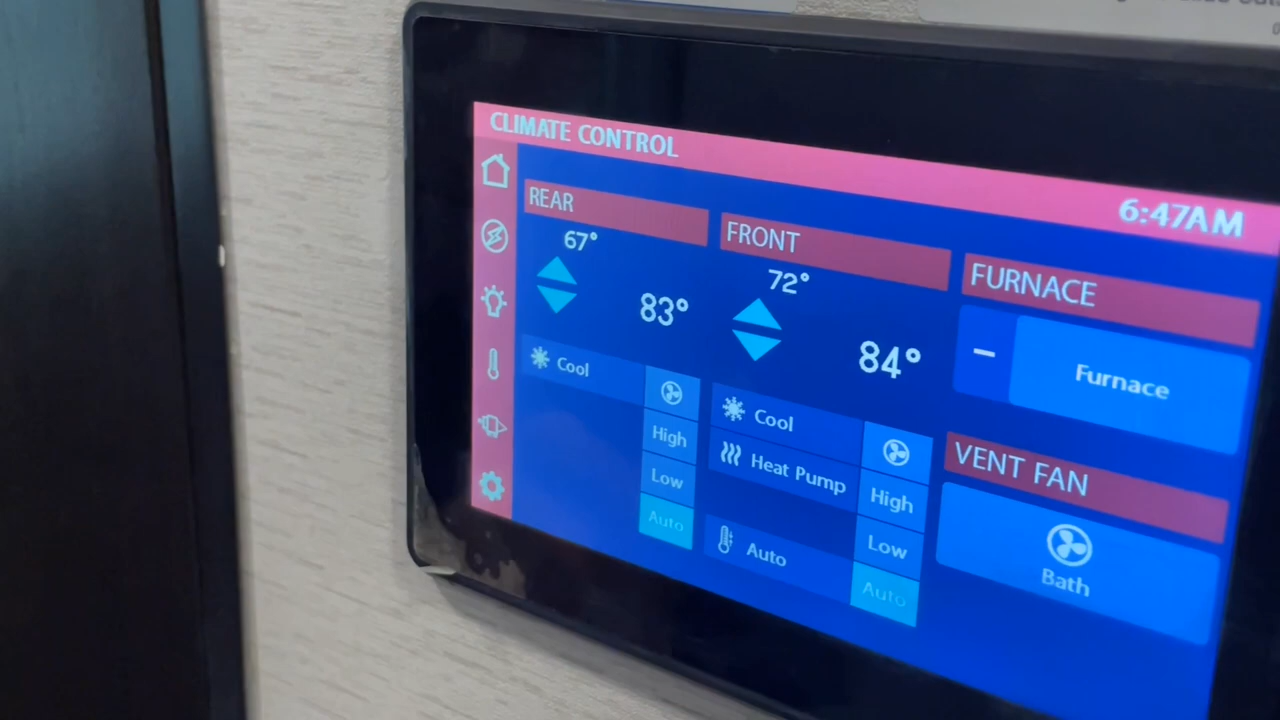 CLIMATE CONTROL
6:47AM
REAR
67°
83°
Cool
High
Low
Auto
FRONT
72°
84°
Cool
Heat Pump
Auto
High
Low
Auto
FURNACE
–
Furnace
VENT FAN
Bath